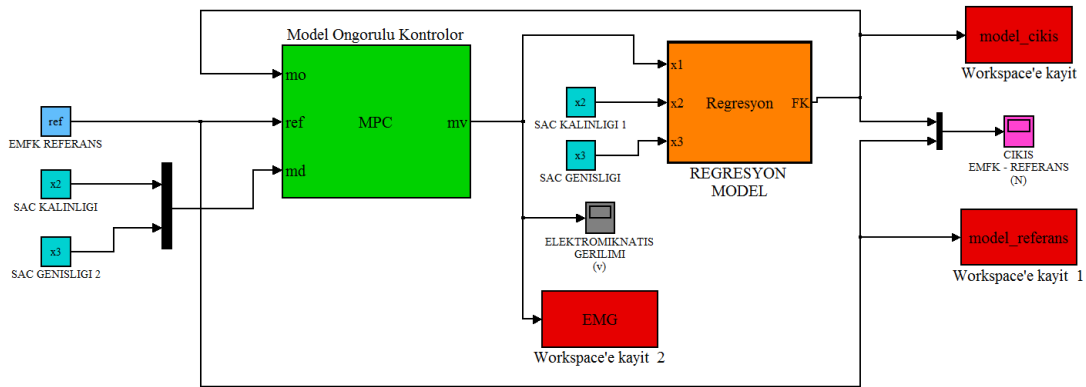 Model Ongorulu Kontrolor
mo
ref
md
MPC
mv
ref
EMFK REFERANS
x2
SAC KALINLIGI
x3
SAC GENISLIGI 2
x2
SAC KALINLIGI 1
x3
SAC GENISLIGI
x1
x2
x3
Regresyon
FK
REGRESYON
MODEL
ELEKTROMIKNATIS
GERILIMI
(v)
EMG
Workspace'e kayit 2
model_cikis
Workspace'e kayit
CIKIS
EMFK - REFERANS
(N)
model_referans
Workspace'e kayit 1